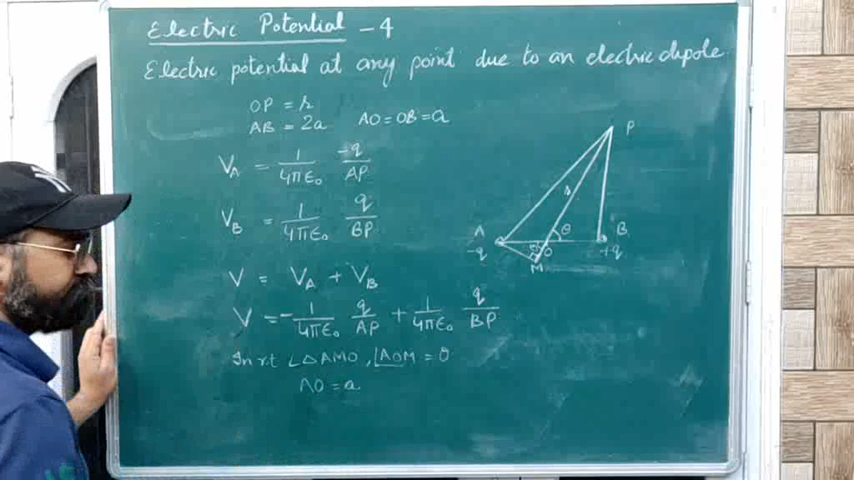 Electric Potential - 4
Electric potential at any point due to an electric dipole
OP = r
AB = 2a AO = OB = a
V_A = 1/4πε₀ -q/AP
V_B = 1/4πε₀ q/BP
V = V_A + V_B
V = - 1/4πε₀ q/AP + 1/4πε₀ q/BP
In rt ∠ △ AMO, ∠AOM = θ
AO = a
P
r
A
θ
B
-q
θ
O
+q
M